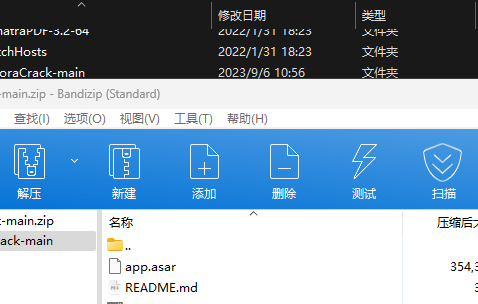 修改日期 类型
natraPDF-3.2-64 2022/1/31 18:23 文件夹
tchHosts 2022/1/31 18:23 文件夹
oraCrack-main 2023/9/6 10:56 文件夹
-main.zip - Bandizip (Standard)
查找(I) 选项(O) 视图(V) 工具(T) 帮助(H)
解压 新建 添加 删除 测试 扫描
k-main.zip 名称 压缩后大
ack-main ..
app.asar 354,3
README.md